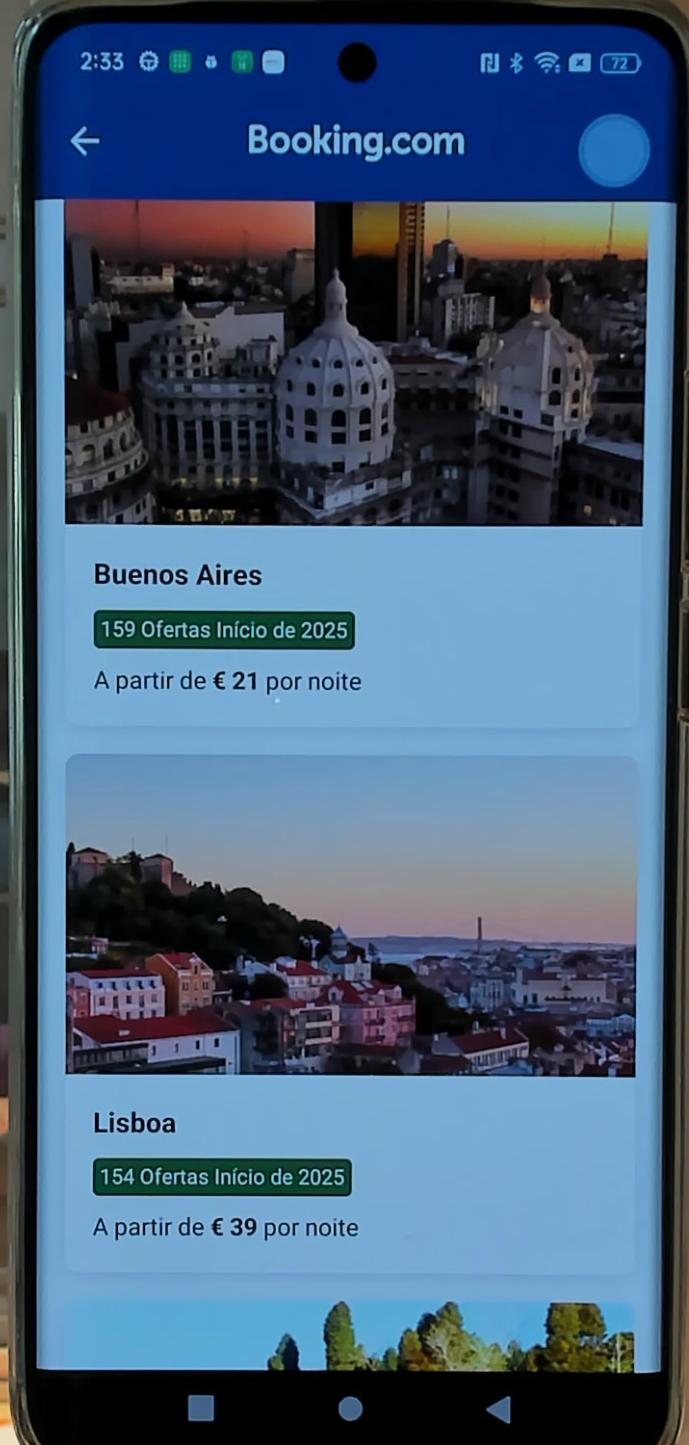 2:33
72
Booking.com
Buenos Aires
159 Ofertas Início de 2025
A partir de € 21 por noite
Lisboa
154 Ofertas Início de 2025
A partir de € 39 por noite